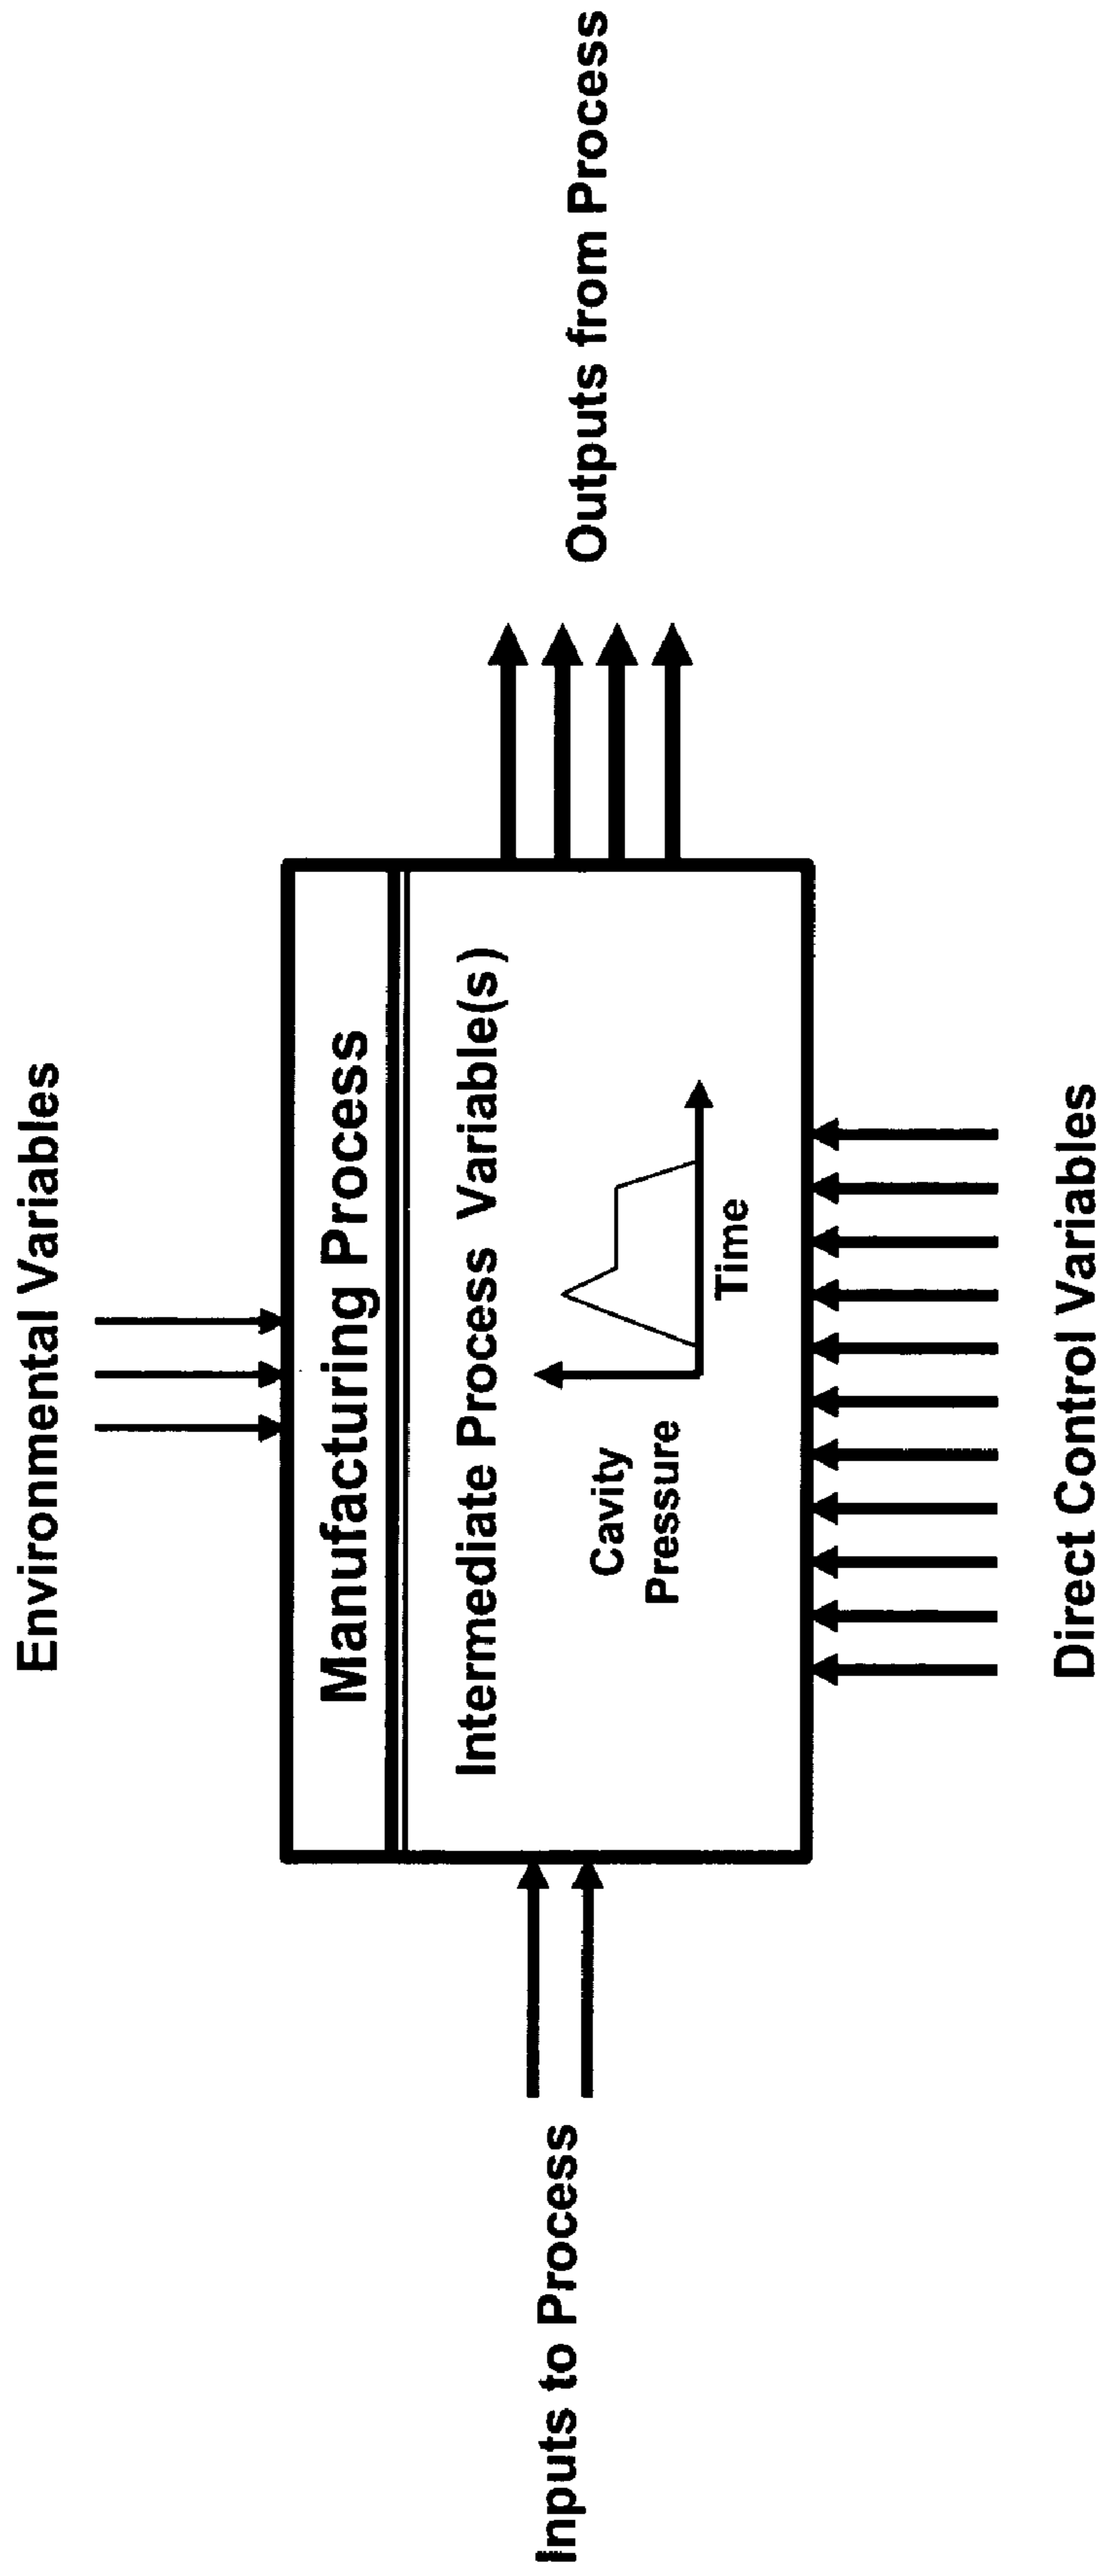 Environmental Variables
Manufacturing Process
Intermediate Process Variable(s)
Cavity
Pressure
Time
Inputs to Process
Outputs from Process
Direct Control Variables